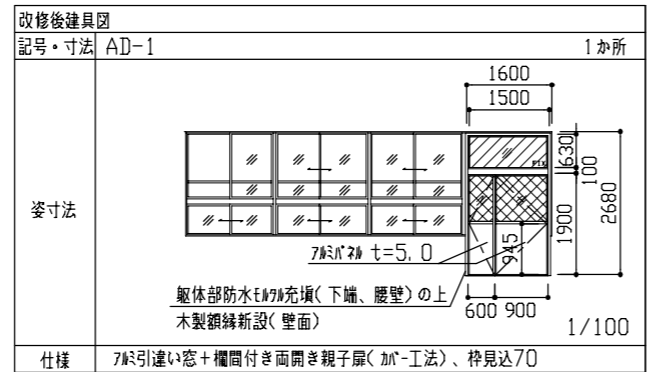 改修後建具図
記号・寸法 AD-1 1か所
1600
1500
630
FIX
100
1900
2680
姿寸法
945
ｱﾙﾐﾊﾟﾈﾙ t=5.0
躯体部防水ﾓﾙﾀﾙ充填(下端、腰壁)の上
木製額縁新設(壁面)
600 900
1/100
仕様 ｱﾙﾐ引違い窓+欄間付き両開き親子扉(ｶﾊﾞｰ工法)、枠見込70